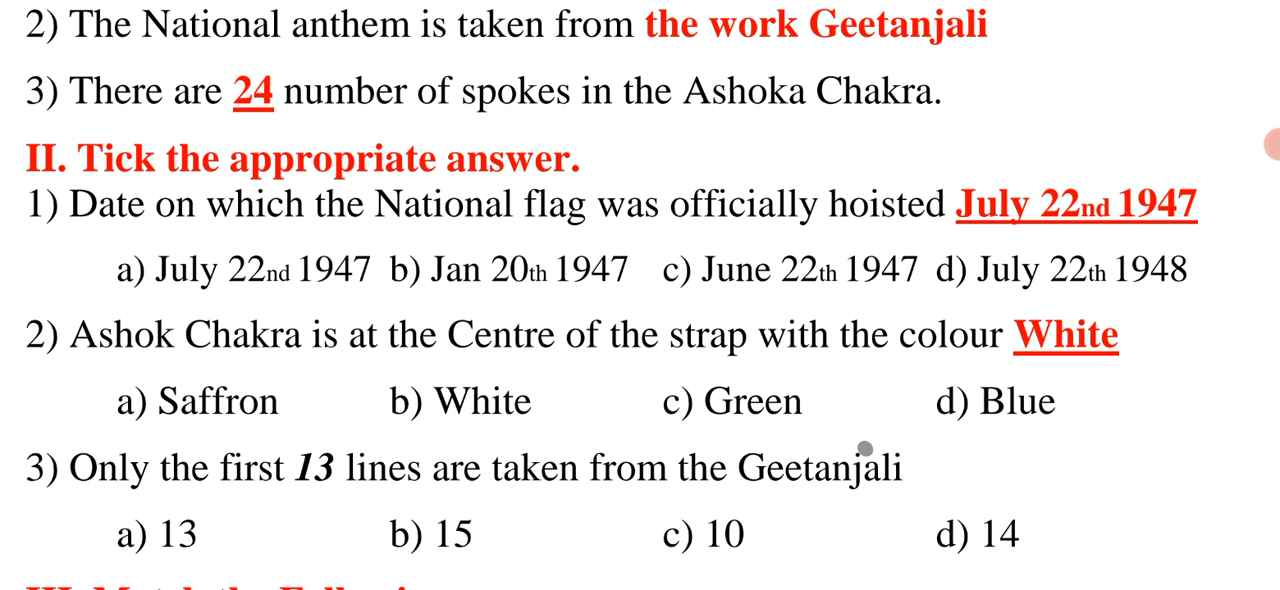 2) The National anthem is taken from the work Geetanjali
3) There are 24 number of spokes in the Ashoka Chakra.
II. Tick the appropriate answer.
1) Date on which the National flag was officially hoisted July 22nd 1947
a) July 22nd 1947 b) Jan 20th 1947 c) June 22th 1947 d) July 22th 1948
2) Ashok Chakra is at the Centre of the strap with the colour White
a) Saffron b) White c) Green d) Blue
3) Only the first 13 lines are taken from the Geetanjali
a) 13 b) 15 c) 10 d) 14